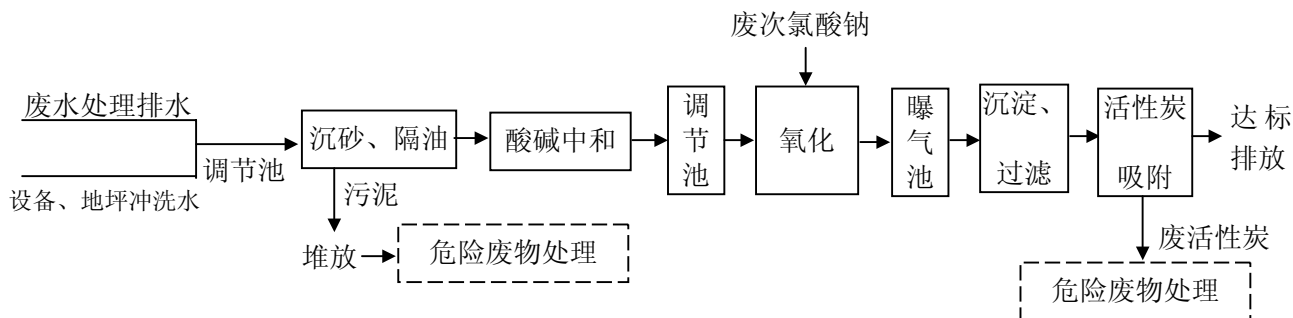 废次氯酸钠
废水处理排水
设备、地坪冲洗水
调节池
沉砂、隔油
酸碱中和
调
节
池
氧化
曝
气
池
沉淀、
过滤
活性炭
吸附
达 标
排放
污泥
堆放
危险废物处理
废活性炭
危险废物处理